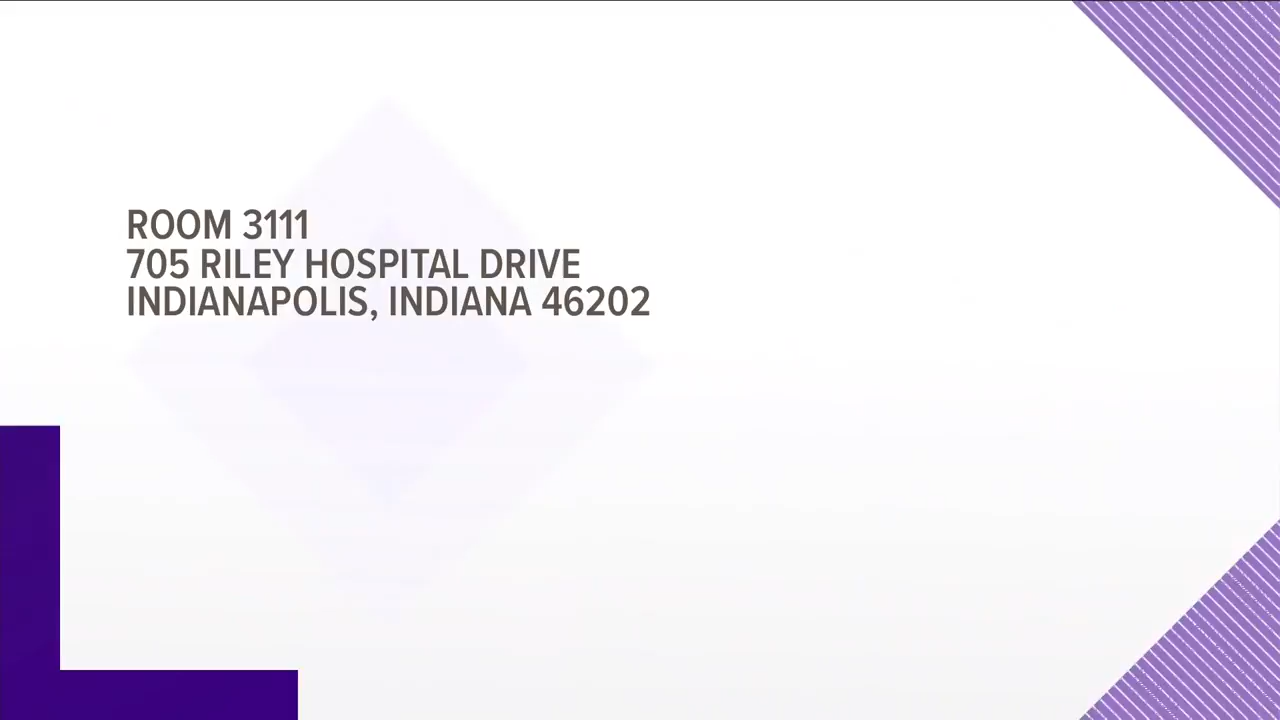 ROOM 3111
705 RILEY HOSPITAL DRIVE
INDIANAPOLIS, INDIANA 46202